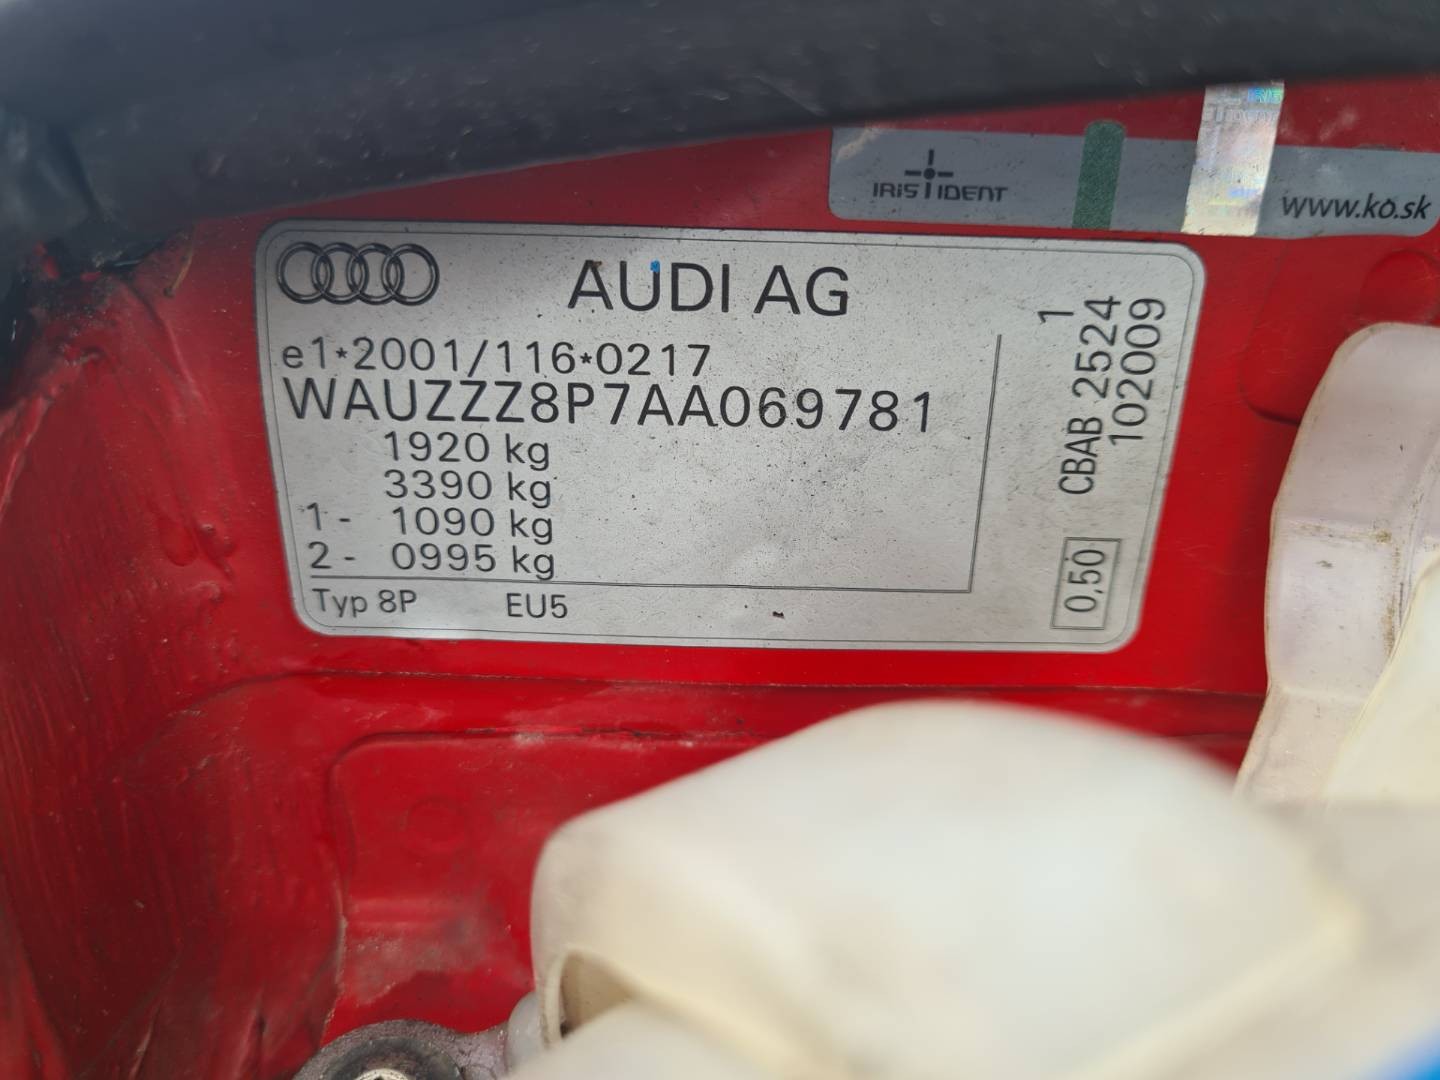 IRIS IDENT
www.ko.sk
AUDI AG
e1*2001/116*0217
WAUZZZ8P7AA069781
1920 kg
3390 kg
1- 1090 kg
2- 0995 kg
Typ 8P EU5
1
CBAB 2524
102009
0,50